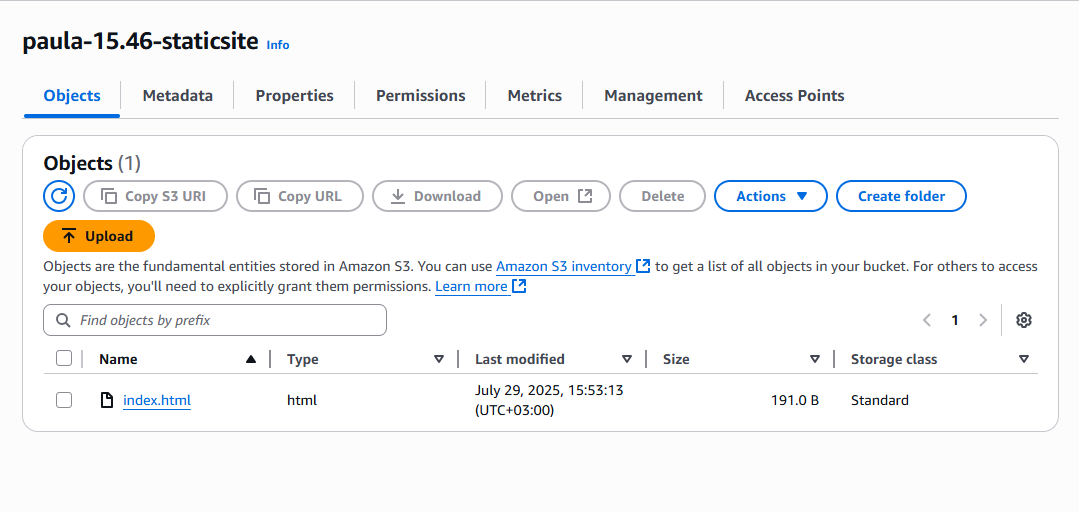 paula-15.46-staticsite Info
Objects Metadata Properties Permissions Metrics Management Access Points
Objects (1)
Copy S3 URI Copy URL Download Open Delete Actions Create folder
Upload
Objects are the fundamental entities stored in Amazon S3. You can use Amazon S3 inventory to get a list of all objects in your bucket. For others to access
your objects, you'll need to explicitly grant them permissions. Learn more
Find objects by prefix 1
Name Type Last modified Size Storage class
index.html html July 29, 2025, 15:53:13 191.0 B Standard
(UTC+03:00)